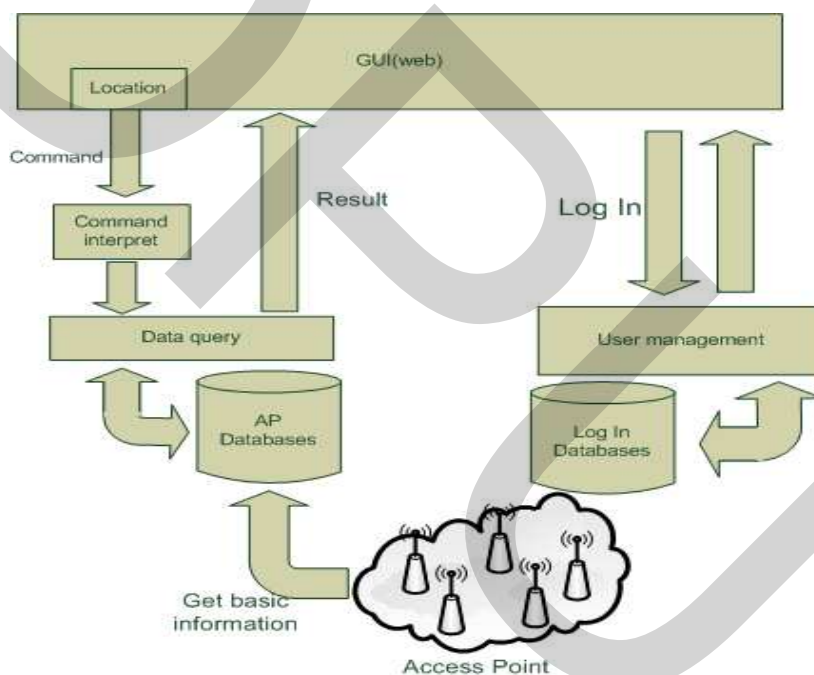 GUI(web)
Location
Command
Result
Log In
Command
interpret
Data query
User management
AP
Databases
Log In
Databases
Get basic
information
Access Point